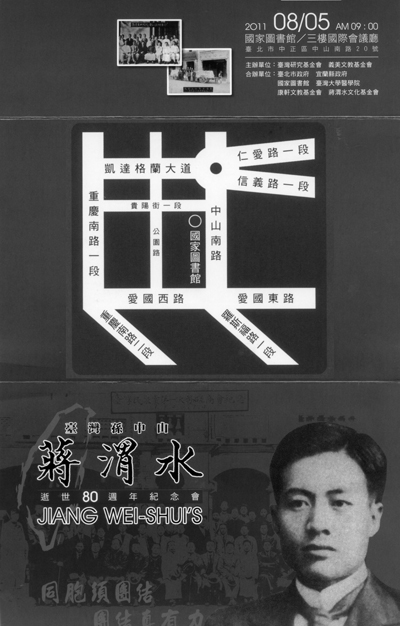 2011 08/05 AM 09:00
國家圖書館／三樓國際會議廳
臺北市中正區中山南路20號
主辦單位：臺灣研究基金會 義美文教基金會
合辦單位：臺北市政府 宜蘭縣政府
國家圖書館 臺灣大學醫學院
康軒文教基金會 蔣渭水文化基金會
仁愛路一段
凱達格蘭大道
信義路一段
重慶南路一段
貴陽街一段
中山南路
公園路
國家圖書館
愛國西路
愛國東路
重慶南路二段
羅斯福路一段
臺灣孫中山
蔣渭水
逝世80週年紀念會
JIANG WEI-SHUI'S
同胞須團結
團結真有力